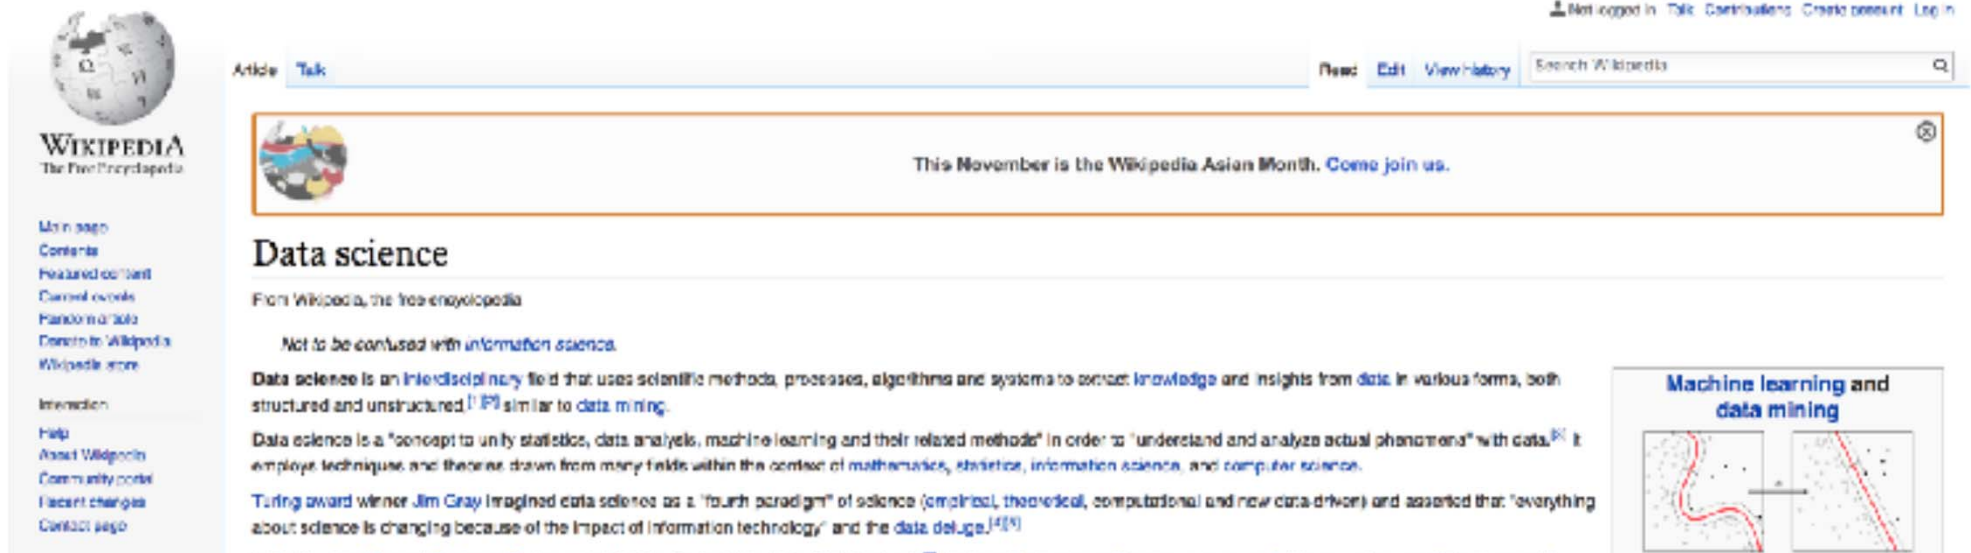 Not logged in Talk Contributions Create account Log in
Article Talk Read Edit View history Search Wikipedia
WIKIPEDIA
The Free Encyclopedia
This November is the Wikipedia Asian Month. Come join us.
Main page
Contents
Featured content
Current events
Random article
Donate to Wikipedia
Wikipedia store
Interaction
Help
About Wikipedia
Community portal
Recent changes
Contact page
Data science
From Wikipedia, the free encyclopedia
Not to be confused with information science.
Data science is an interdisciplinary field that uses scientific methods, processes, algorithms and systems to extract knowledge and insights from data in various forms, both
structured and unstructured,[1][2] similar to data mining.
Data science is a "concept to unify statistics, data analysis, machine learning and their related methods" in order to "understand and analyze actual phenomena" with data.[3] It
employs techniques and theories drawn from many fields within the context of mathematics, statistics, information science, and computer science.
Turing award winner Jim Gray imagined data science as a "fourth paradigm" of science (empirical, theoretical, computational and now data-driven) and asserted that "everything
about science is changing because of the impact of information technology" and the data deluge.[4][5]
Machine learning and
data mining